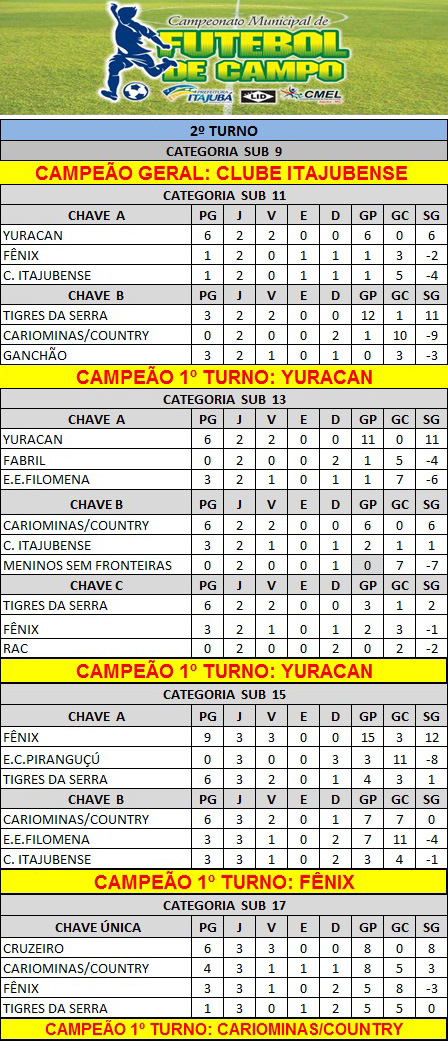 Campeonato Municipal de
FUTEBOL
DE CAMPO
PREFEITURA ITAJUBÁ LID CMEL
2º TURNO
CATEGORIA SUB 9
CAMPEÃO GERAL: CLUBE ITAJUBENSE
CATEGORIA SUB 11
CHAVE A PG J V E D GP GC SG
YURACAN 6 2 2 0 0 6 0 6
FÊNIX 1 2 0 1 1 1 3 -2
C. ITAJUBENSE 1 2 0 1 1 1 5 -4
CHAVE B PG J V E D GP GC SG
TIGRES DA SERRA 3 2 2 0 0 12 1 11
CARIOMINAS/COUNTRY 0 0 0 0 2 1 10 -9
GANCHÃO 3 2 1 0 1 0 3 -3
CAMPEÃO 1º TURNO: YURACAN
CATEGORIA SUB 13
CHAVE A PG J V E D GP GC SG
YURACAN 6 2 2 0 0 11 0 11
FABRIL 0 2 0 0 2 1 5 -4
E.E.FILOMENA 3 2 1 0 1 1 7 -6
CHAVE B PG J V E D GP GC SG
CARIOMINAS/COUNTRY 6 2 2 0 0 6 0 6
C. ITAJUBENSE 3 2 1 0 1 2 1 1
MENINOS SEM FRONTEIRAS 0 2 0 0 1 0 7 -7
CHAVE C PG J V E D GP GC SG
TIGRES DA SERRA 6 2 2 0 0 3 1 2
FÊNIX 3 2 1 0 1 2 3 -1
RAC 0 2 0 0 2 0 2 -2
CAMPEÃO 1º TURNO: YURACAN
CATEGORIA SUB 15
CHAVE A PG J V E D GP GC SG
FÊNIX 9 3 3 0 0 15 3 12
E.C.PIRANGUÇÚ 0 3 0 0 3 3 11 -8
TIGRES DA SERRA 6 3 2 0 1 4 3 1
CHAVE B PG J V E D GP GC SG
CARIOMINAS/COUNTRY 6 3 2 0 1 7 7 0
E.E.FILOMENA 3 3 1 0 2 7 11 -4
C. ITAJUBENSE 3 3 1 0 2 3 4 -1
CAMPEÃO 1º TURNO: FÊNIX
CATEGORIA SUB 17
CHAVE ÚNICA PG J V E D GP GC SG
CRUZEIRO 6 3 3 0 0 8 0 8
CARIOMINAS/COUNTRY 4 3 1 1 1 8 5 3
FÊNIX 3 3 1 0 2 5 8 -3
TIGRES DA SERRA 1 3 0 1 2 5 5 0
CAMPEÃO 1º TURNO: CARIOMINAS/COUNTRY